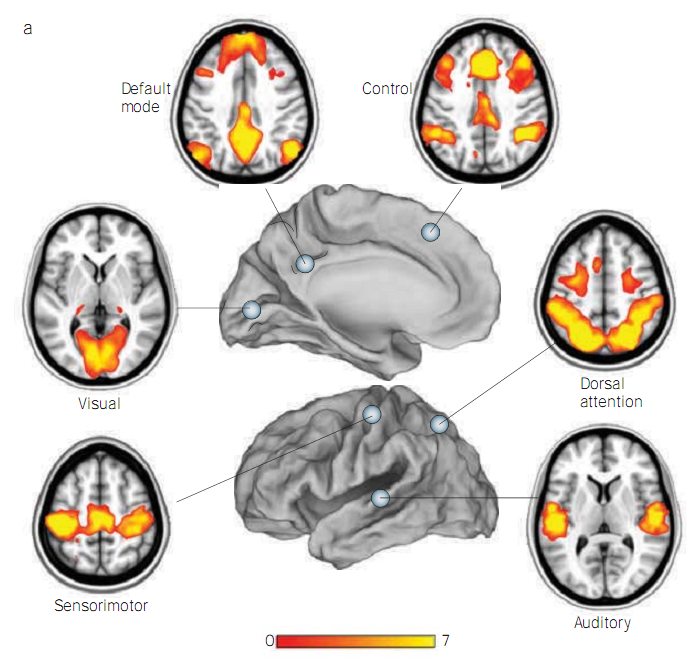 a
Default
mode
Control
Visual
Dorsal
attention
Sensorimotor
Auditory
0 7